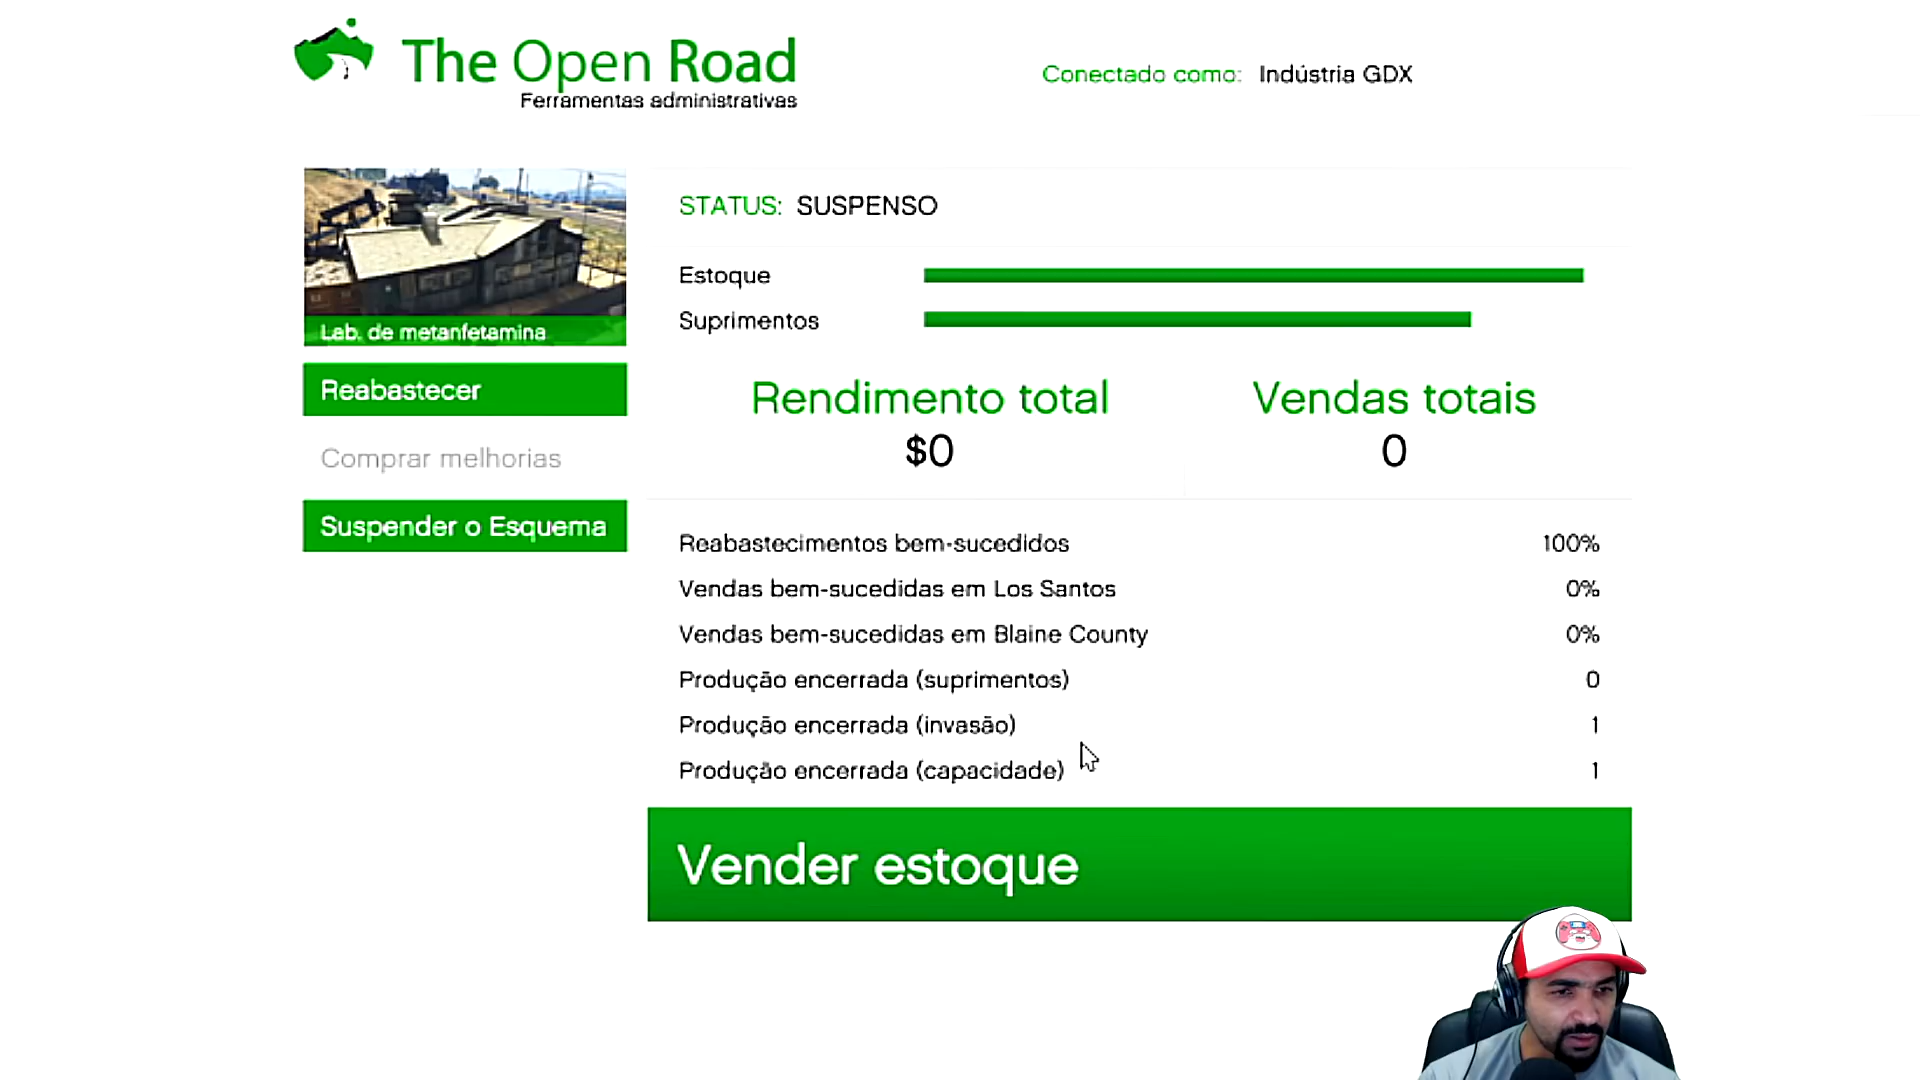 The Open Road
Ferramentas administrativas
Conectado como: Indústria GDX
Lab. de metanfetamina
Reabastecer
Comprar melhorias
Suspender o Esquema
STATUS: SUSPENSO
Estoque
Suprimentos
Rendimento total
$0
Vendas totais
0
Reabastecimentos bem-sucedidos 100%
Vendas bem-sucedidas em Los Santos 0%
Vendas bem-sucedidas em Blaine County 0%
Produção encerrada (suprimentos) 0
Produção encerrada (invasão) 1
Produção encerrada (capacidade) 1
Vender estoque